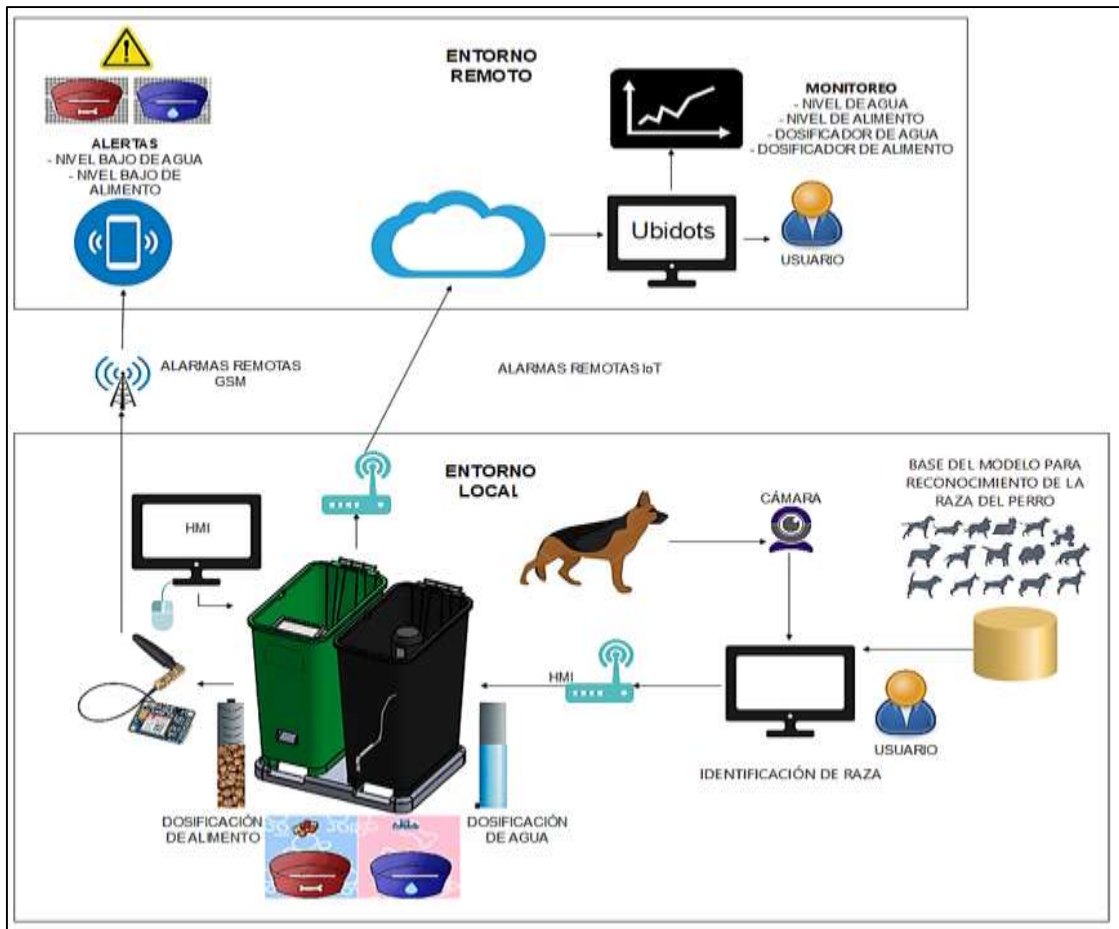 ENTORNO
REMOTO
ALERTAS
- NIVEL BAJO DE AGUA
- NIVEL BAJO DE
ALIMENTO
MONITOREO
- NIVEL DE AGUA
- NIVEL DE ALIMENTO
- DOSIFICADOR DE AGUA
- DOSIFICADOR DE ALIMENTO
Ubidots
USUARIO
ALARMAS REMOTAS
GSM
ALARMAS REMOTAS IoT
ENTORNO
LOCAL
HMI
CÁMARA
BASE DEL MODELO PARA
RECONOCIMIENTO DE LA
RAZA DEL PERRO
HMI
USUARIO
IDENTIFICACIÓN DE RAZA
DOSIFICACIÓN
DE ALIMENTO
DOSIFICACIÓN
DE AGUA